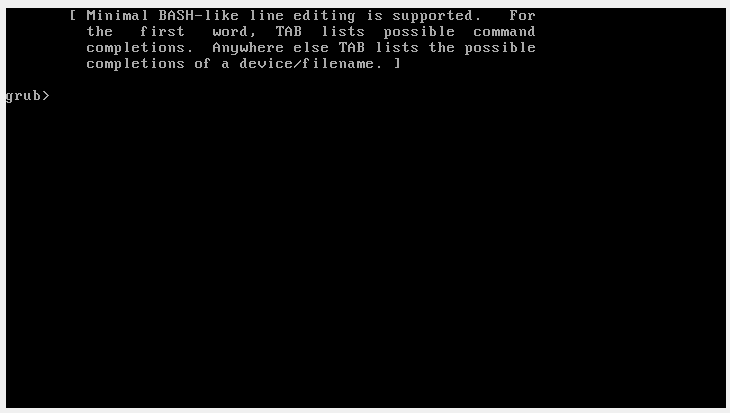 [ Minimal BASH-like line editing is supported. For
the first word, TAB lists possible command
completions. Anywhere else TAB lists the possible
completions of a device/filename. ]
grub>